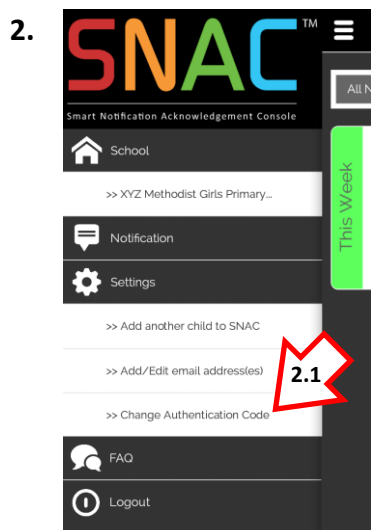 2.
SNAC™
Smart Notification Acknowledgement Console
School
>> XYZ Methodist Girls Primary...
Notification
Settings
>> Add another child to SNAC
>> Add/Edit email address(es)
2.1
>> Change Authentication Code
FAQ
Logout
All N
This Week